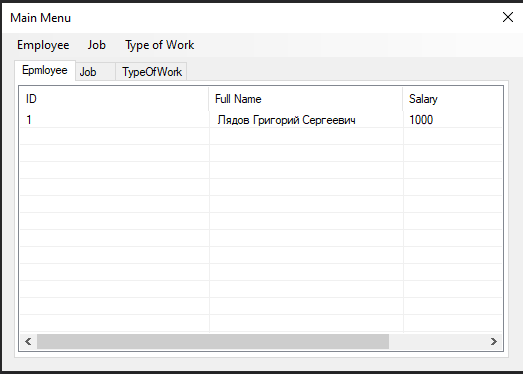 Main Menu
Employee Job Type of Work
Epmloyee Job TypeOfWork
ID Full Name Salary
1 Лядов Григорий Сергеевич 1000